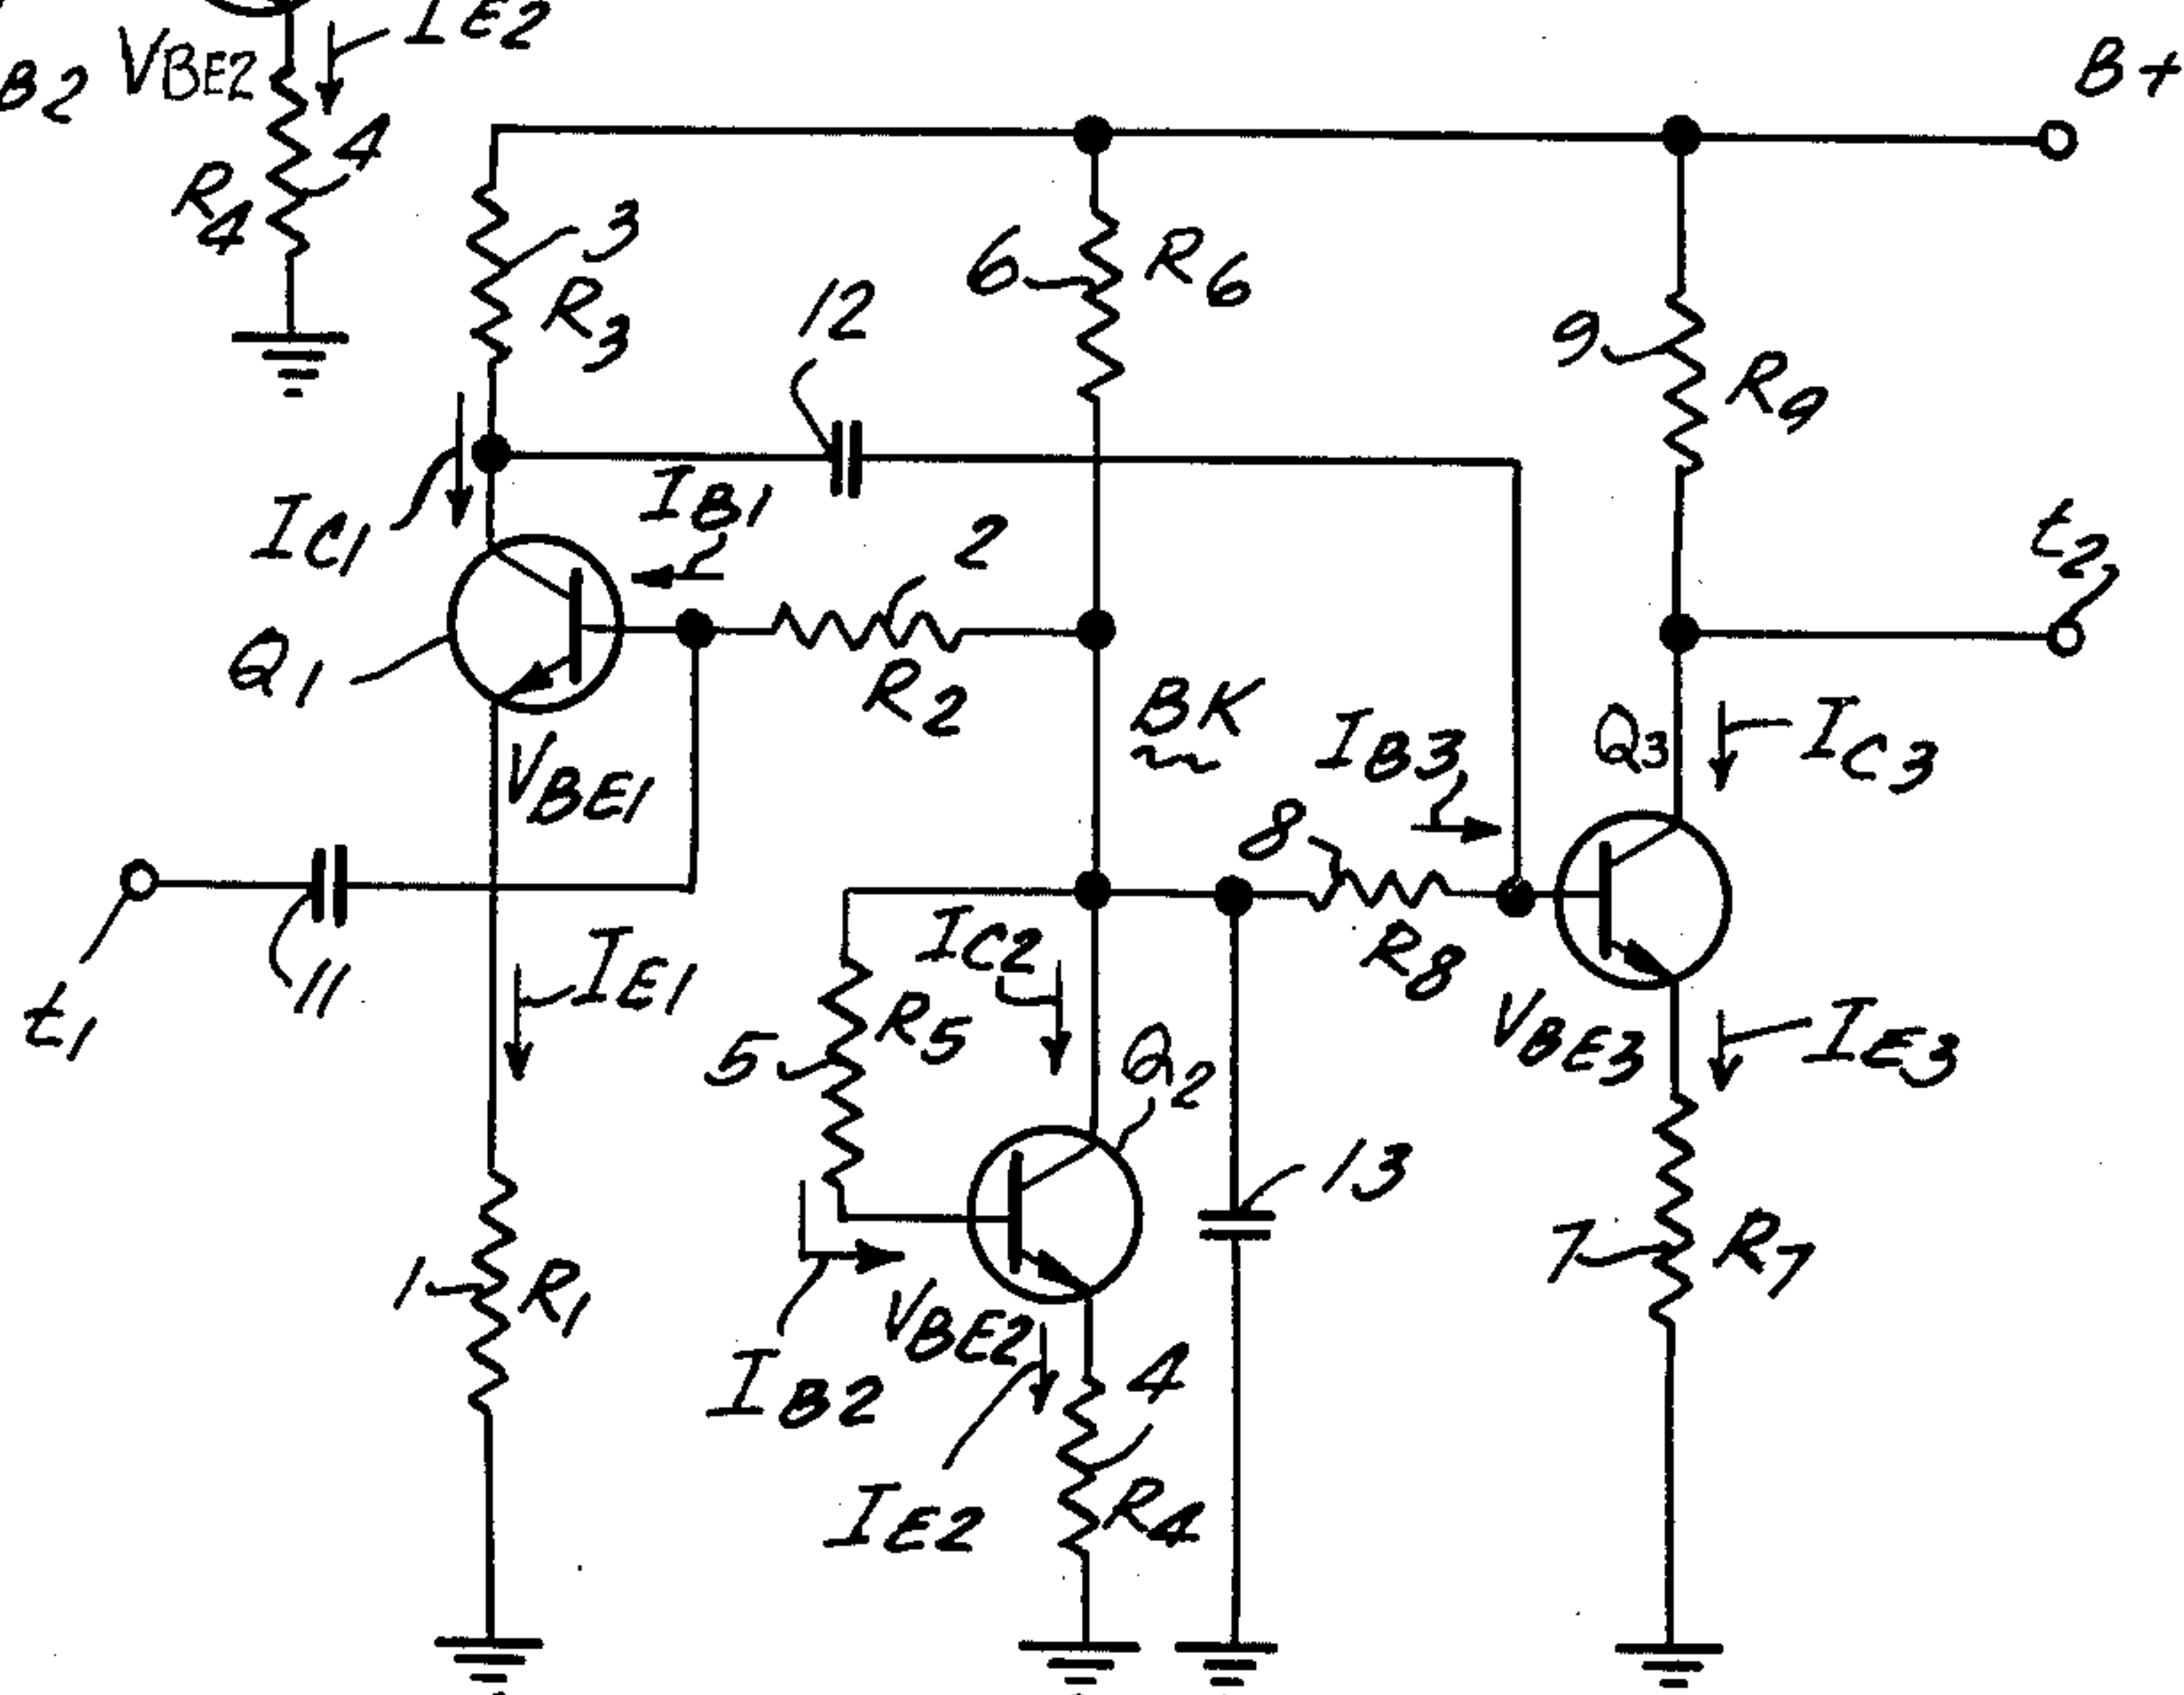 IE2
B2
VBE2
B+
4
R4
3
R3
6
R6
12
9
R9
IC1
IB1
2
t2
Q1
R2
BK
VBE1
IB3
Q3
IC3
8
R8
t1
11
IE1
IC2
R5
5
Q2
VBE3
IE3
13
1
R1
7
R7
VBE2
IB2
4
R4
IE2